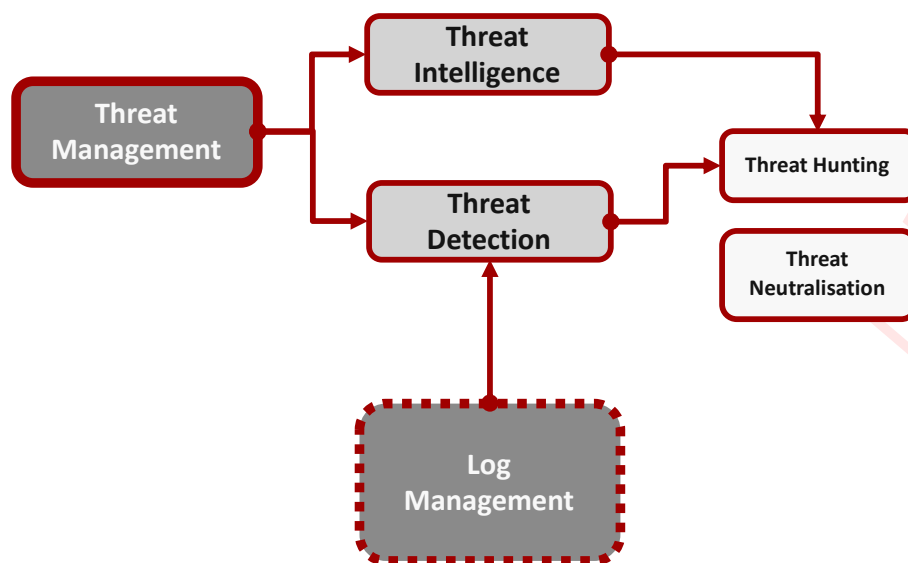 Threat
Intelligence
Threat
Management
Threat Hunting
Threat
Detection
Threat
Neutralisation
Log
Management